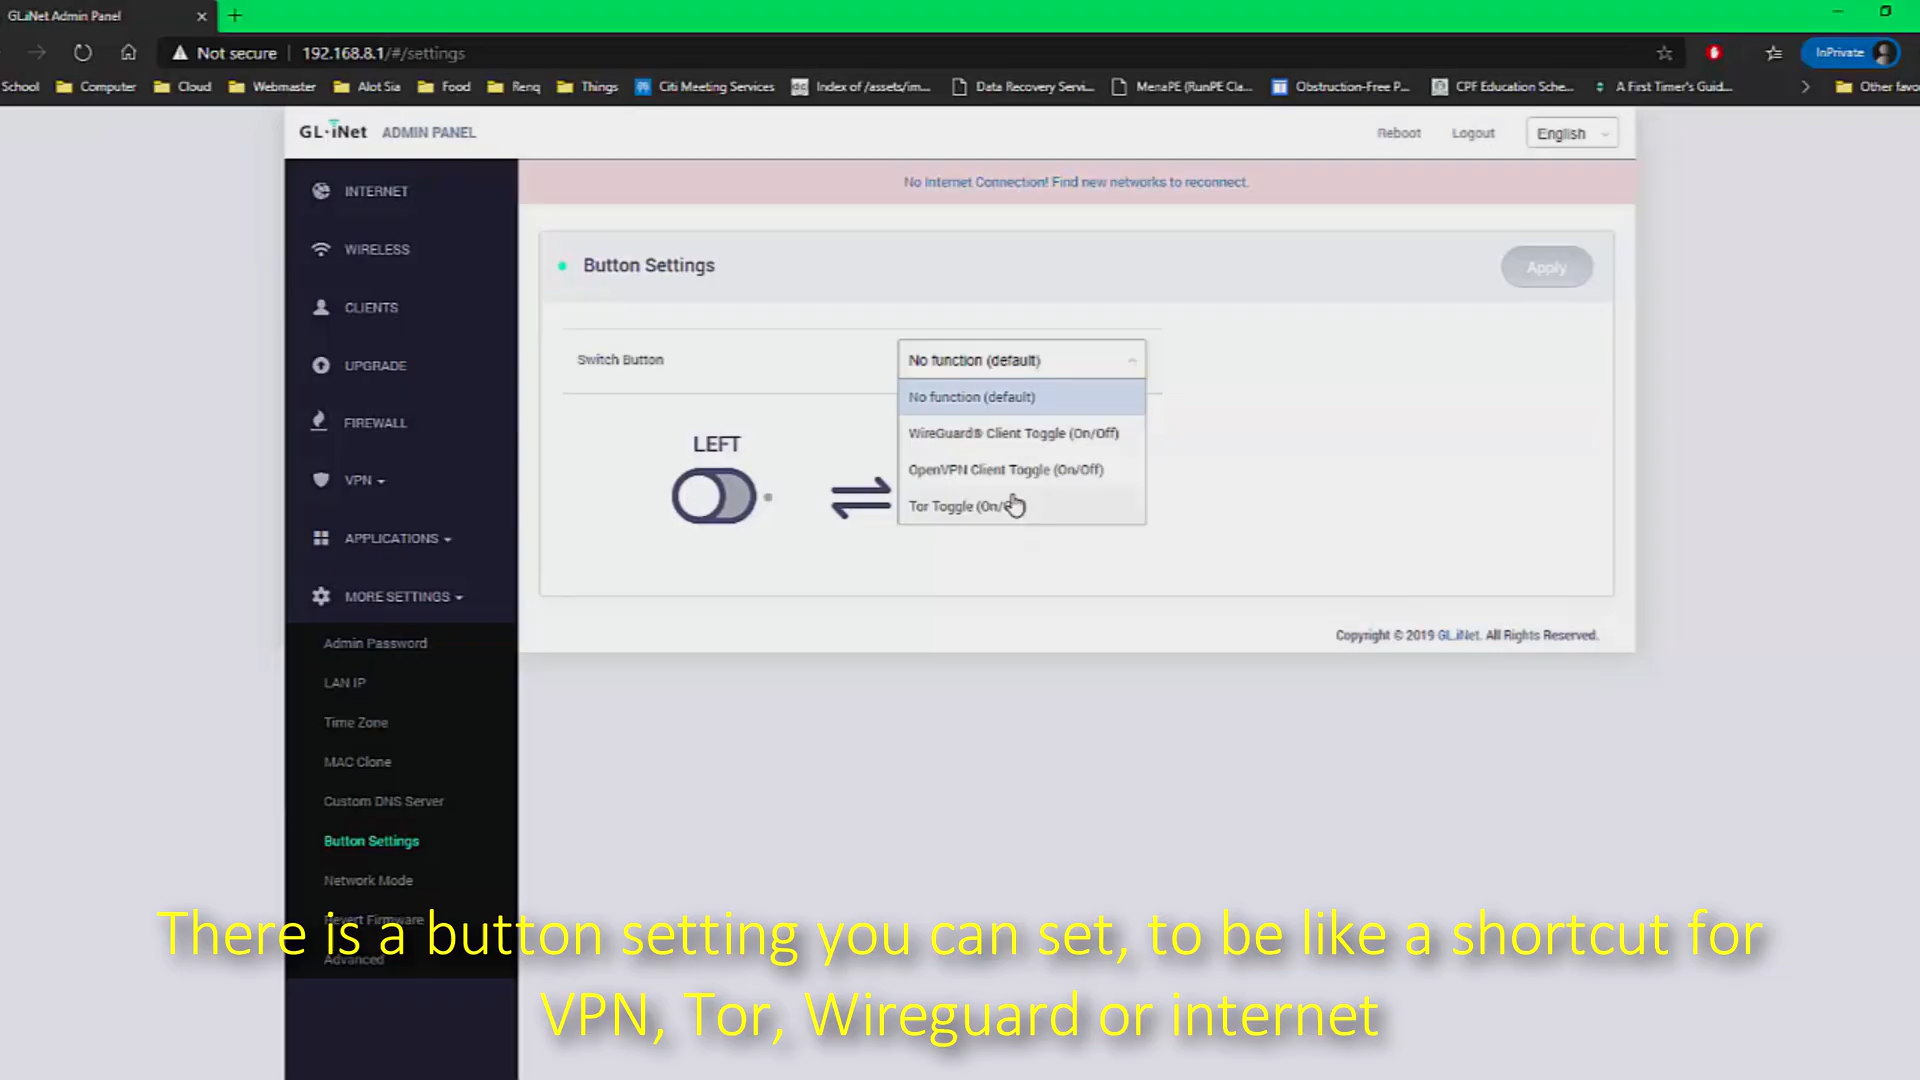 GL.iNet Admin Panel
Not secure
192.168.8.1/#/settings
InPrivate
School
Computer
Cloud
Webmaster
Alot Sia
Food
Renq
Things
Citi Meeting Services
Index of /assets/im...
Data Recovery Servi...
MenaPE (RunPE Cla...
Obstruction-Free P...
CPF Education Sche...
A First Timer's Guid...
Other favo
GL·iNet ADMIN PANEL
Reboot
Logout
English
No Internet Connection! Find new networks to reconnect.
INTERNET
WIRELESS
CLIENTS
UPGRADE
FIREWALL
VPN
APPLICATIONS
MORE SETTINGS
Admin Password
LAN IP
Time Zone
MAC Clone
Custom DNS Server
Button Settings
Network Mode
Revert Firmware
Advanced
Button Settings
Apply
Switch Button
No function (default)
No function (default)
WireGuard® Client Toggle (On/Off)
OpenVPN Client Toggle (On/Off)
Tor Toggle (On/
LEFT
Copyright © 2019 GL.iNet. All Rights Reserved.
There is a button setting you can set, to be like a shortcut for
VPN, Tor, Wireguard or internet